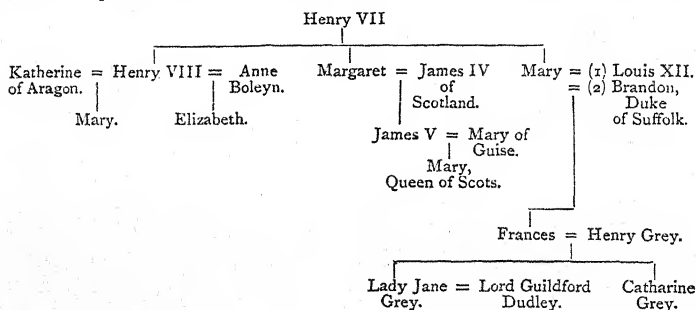 Henry VII
Katherine = Henry VIII = Anne Margaret = James IV Mary = (1) Louis XII.
of Aragon. Boleyn. of = (2) Brandon,
Scotland. Duke
Mary. Elizabeth. of Suffolk.
James V = Mary of
Guise.
Mary,
Queen of Scots.
Frances = Henry Grey.
Lady Jane = Lord Guildford Catharine
Grey. Dudley. Grey.